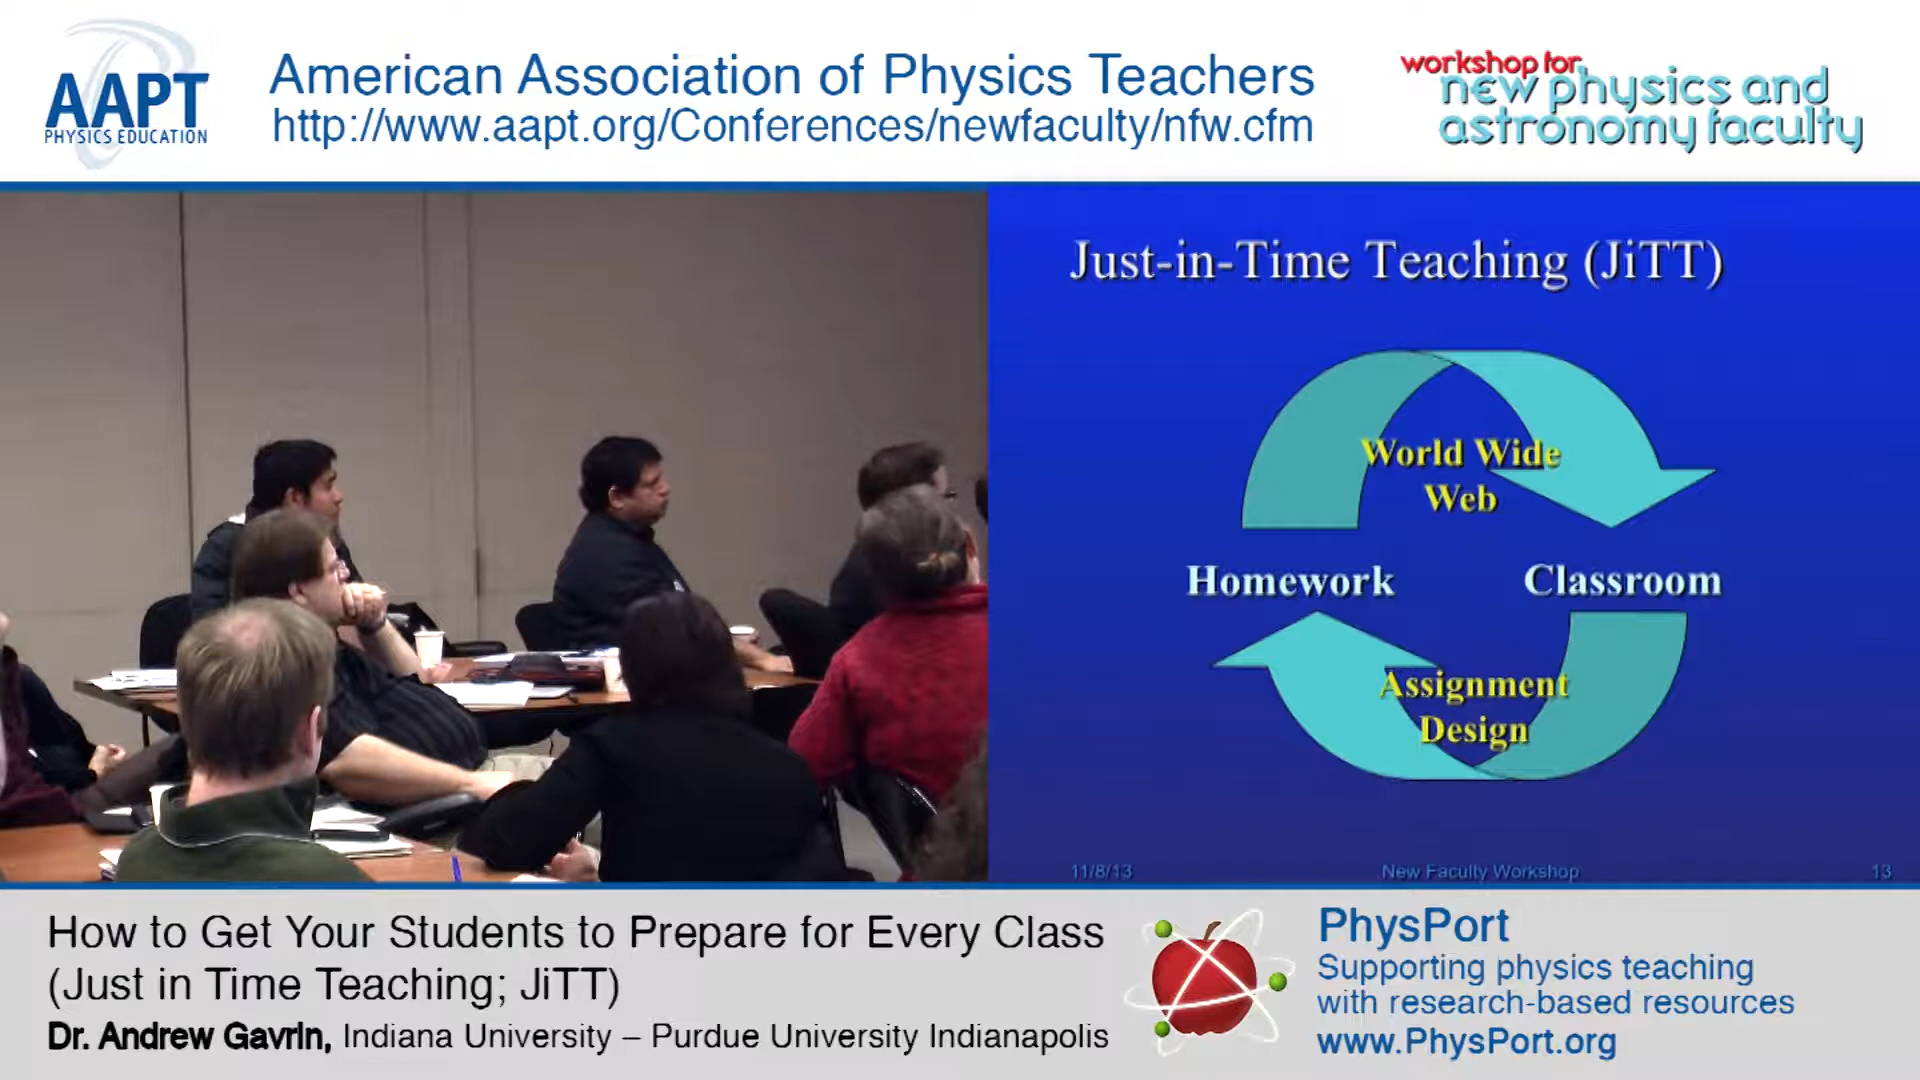 AAPT
PHYSICS EDUCATION
American Association of Physics Teachers
http://www.aapt.org/Conferences/newfaculty/nfw.cfm
workshop for
new physics and
astronomy faculty
Just-in-Time Teaching (JiTT)
World Wide
Web
Homework
Classroom
Assignment
Design
11/8/13
New Faculty Workshop
13
How to Get Your Students to Prepare for Every Class
(Just in Time Teaching; JiTT)
Dr. Andrew Gavrin, Indiana University – Purdue University Indianapolis
PhysPort
Supporting physics teaching
with research-based resources
www.PhysPort.org